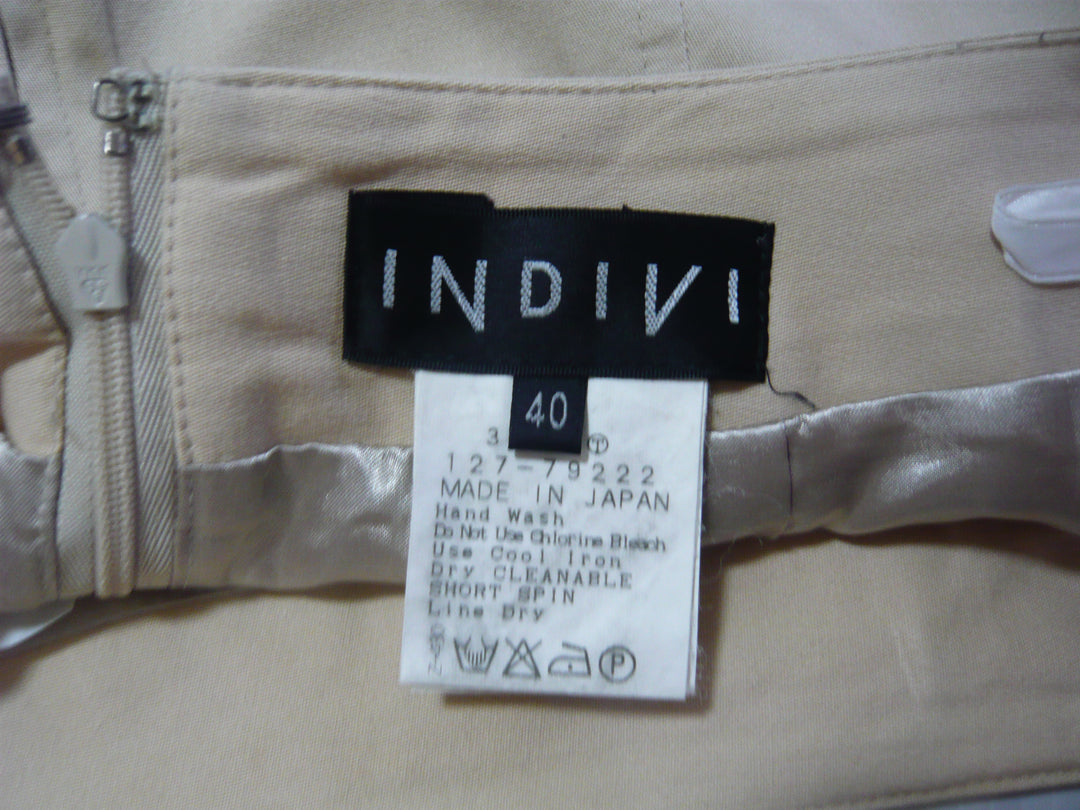 INDIVI
40
3
127-79222
MADE IN JAPAN
Hand Wash
Do Not Use Chlorine Bleach
Use Cool Iron
Dry CLEANABLE
SHORT SPIN
Line Dry
P